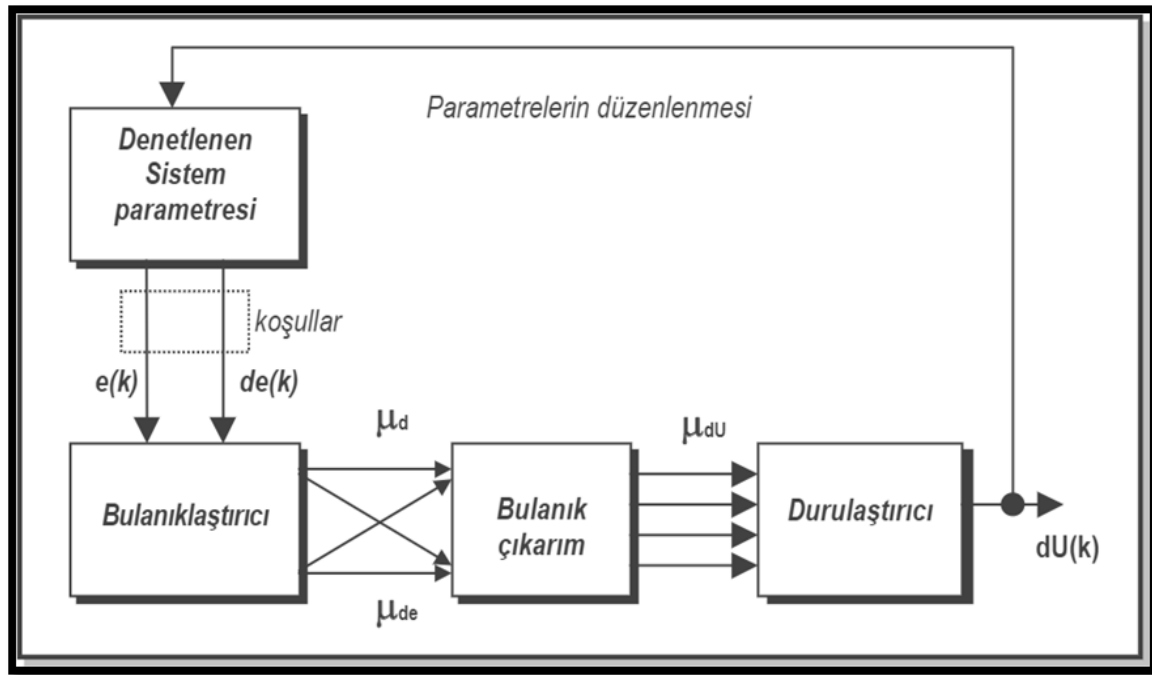 Parametrelerin düzenlenmesi
Denetlenen
Sistem
parametresi
koşullar
e(k)
de(k)
μd
μdU
Bulanıklaştırıcı
Bulanık
çıkarım
Durulaştırıcı
dU(k)
μde